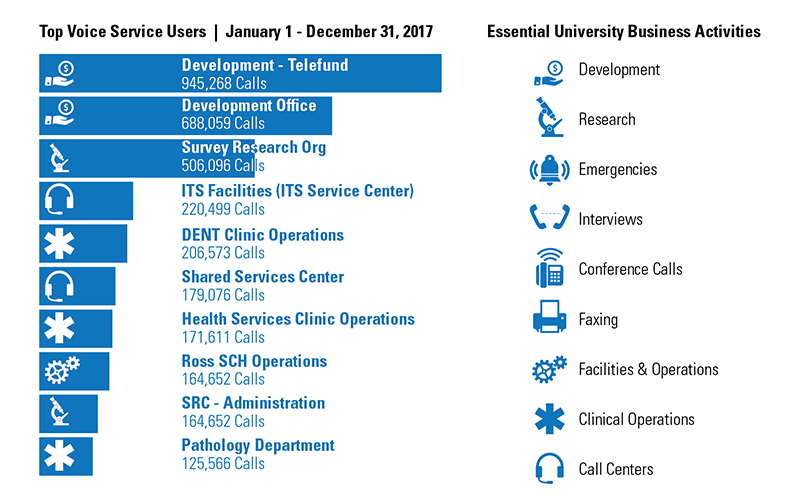 Top Voice Service Users | January 1 - December 31, 2017
Development - Telefund
945,268 Calls
Development Office
688,059 Calls
Survey Research Org
506,096 Calls
ITS Facilities (ITS Service Center)
220,499 Calls
DENT Clinic Operations
206,573 Calls
Shared Services Center
179,076 Calls
Health Services Clinic Operations
171,611 Calls
Ross SCH Operations
164,652 Calls
SRC - Administration
164,652 Calls
Pathology Department
125,566 Calls
Essential University Business Activities
Development
Research
Emergencies
Interviews
Conference Calls
Faxing
Facilities & Operations
Clinical Operations
Call Centers